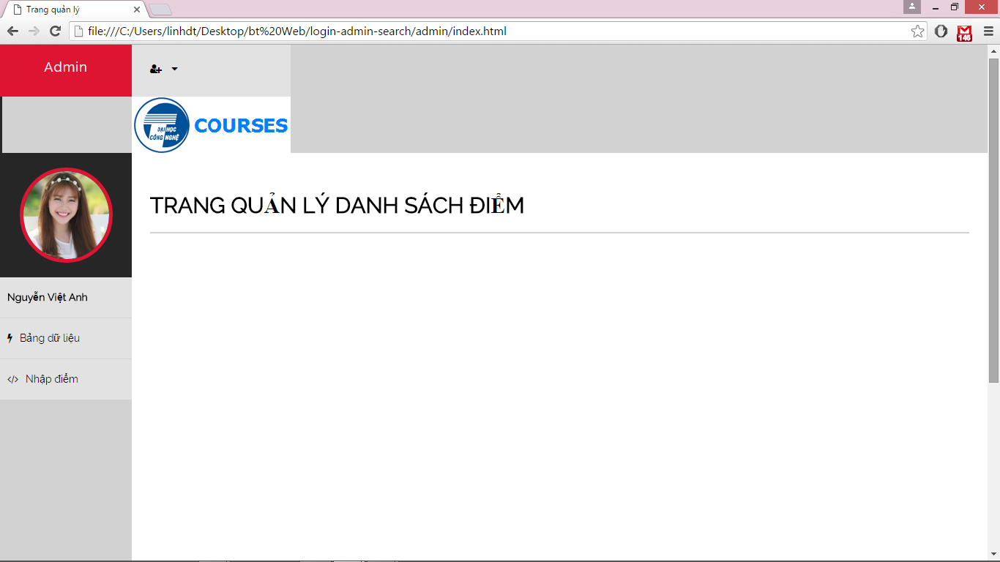 Trang quản lý
file:///C:/Users/linhdt/Desktop/bt%20Web/login-admin-search/admin/index.html
146
Admin
ĐẠI HỌC
CÔNG NGHỆ
COURSES
TRANG QUẢN LÝ DANH SÁCH ĐIỂM
Nguyễn Việt Anh
Bảng dữ liệu
Nhập điểm